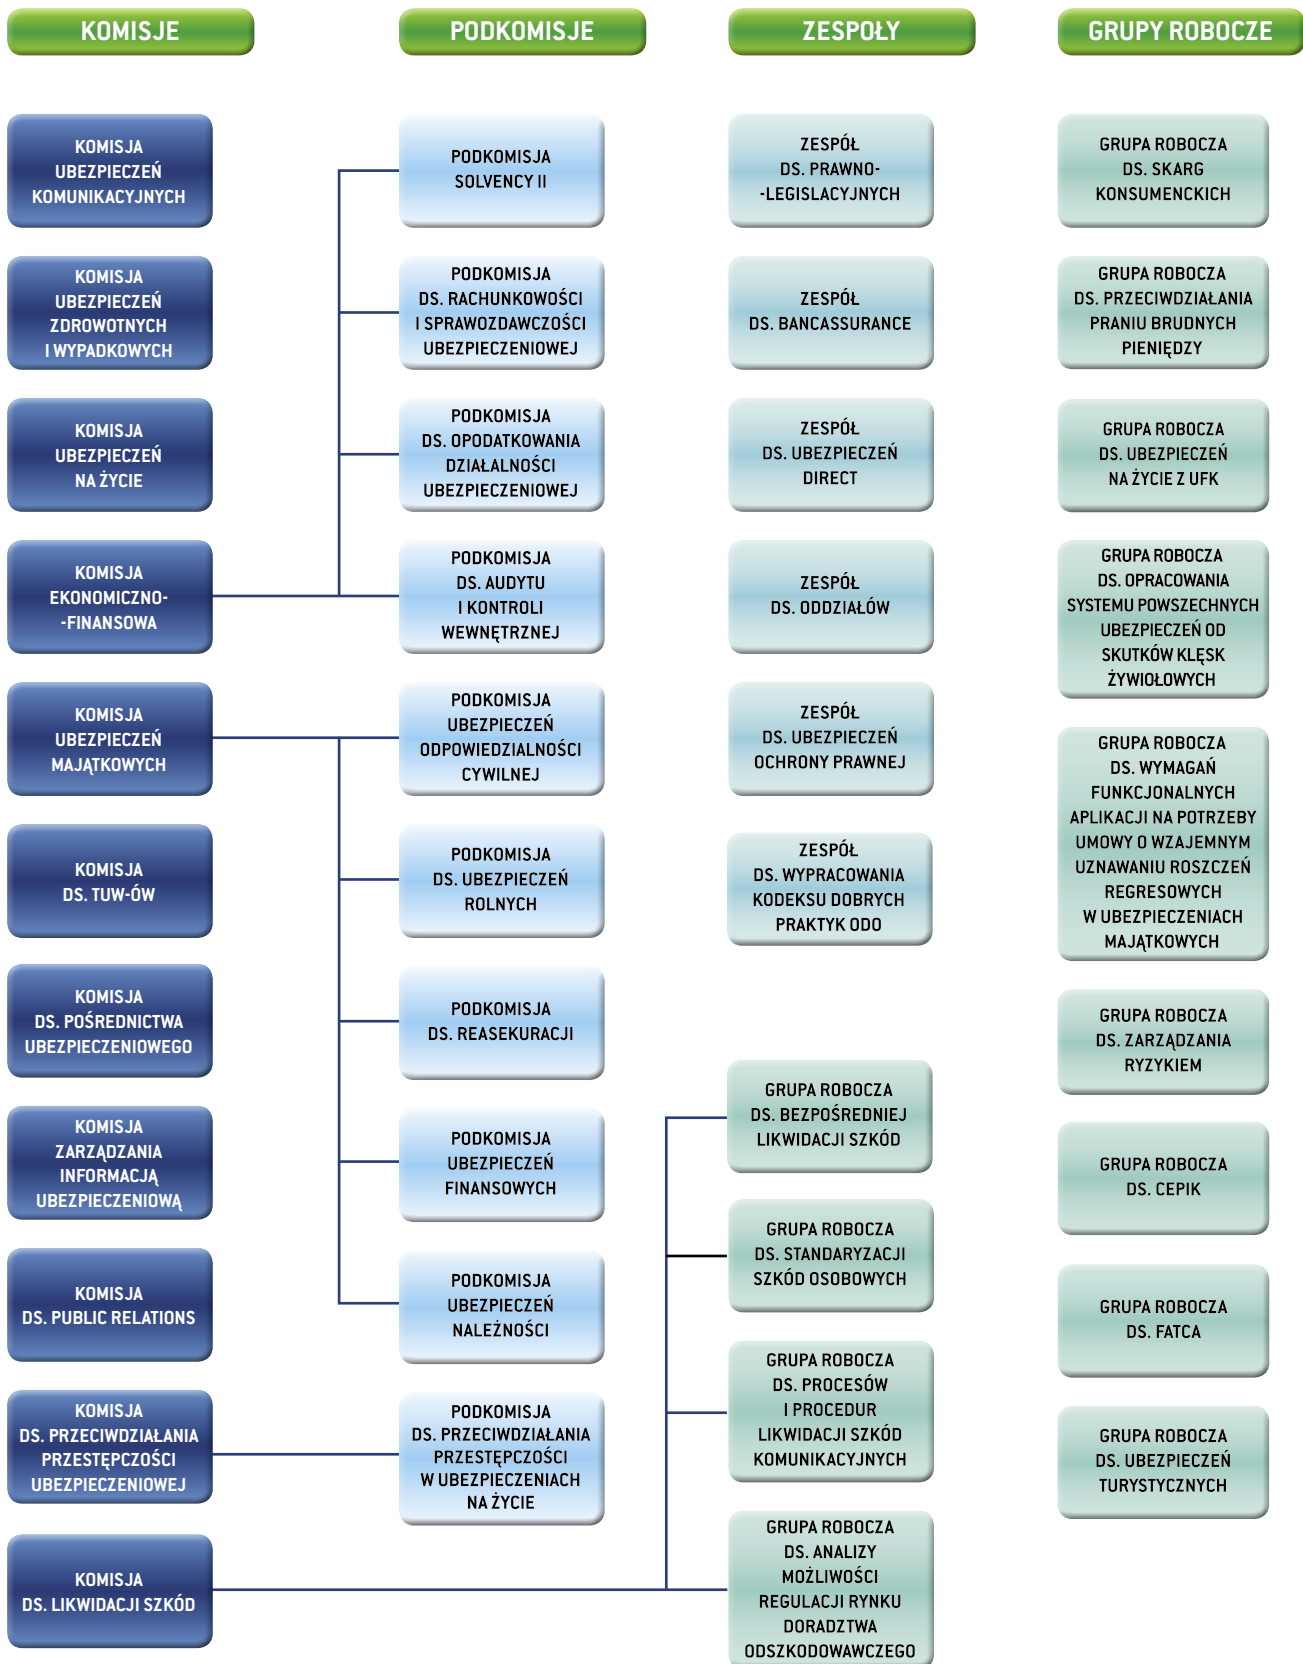 KOMISJE
PODKOMISJE
ZESPOŁY
GRUPY ROBOCZE
KOMISJA
UBEZPIECZEŃ
KOMUNIKACYJNYCH
KOMISJA
UBEZPIECZEŃ
ZDROWOTNYCH
I WYPADKOWYCH
KOMISJA
UBEZPIECZEŃ
NA ŻYCIE
KOMISJA
EKONOMICZNO-
-FINANSOWA
KOMISJA
UBEZPIECZEŃ
MAJĄTKOWYCH
KOMISJA
DS. TUW-ÓW
KOMISJA
DS. POŚREDNICTWA
UBEZPIECZENIOWEGO
KOMISJA
ZARZĄDZANIA
INFORMACJĄ
UBEZPIECZENIOWĄ
KOMISJA
DS. PUBLIC RELATIONS
KOMISJA
DS. PRZECIWDZIAŁANIA
PRZESTĘPCZOŚCI
UBEZPIECZENIOWEJ
KOMISJA
DS. LIKWIDACJI SZKÓD
PODKOMISJA
SOLVENCY II
PODKOMISJA
DS. RACHUNKOWOŚCI
I SPRAWOZDAWCZOŚCI
UBEZPIECZENIOWEJ
PODKOMISJA
DS. OPODATKOWANIA
DZIAŁALNOŚCI
UBEZPIECZENIOWEJ
PODKOMISJA
DS. AUDYTU
I KONTROLI
WEWNĘTRZNEJ
PODKOMISJA
UBEZPIECZEŃ
ODPOWIEDZIALNOŚCI
CYWILNEJ
PODKOMISJA
DS. UBEZPIECZEŃ
ROLNYCH
PODKOMISJA
DS. REASEKURACJI
PODKOMISJA
UBEZPIECZEŃ
FINANSOWYCH
PODKOMISJA
UBEZPIECZEŃ
NALEŻNOŚCI
PODKOMISJA
DS. PRZECIWDZIAŁANIA
PRZESTĘPCZOŚCI
W UBEZPIECZENIACH
NA ŻYCIE
ZESPÓŁ
DS. PRAWNO-
-LEGISLACYJNYCH
ZESPÓŁ
DS. BANCASSURANCE
ZESPÓŁ
DS. UBEZPIECZEŃ
DIRECT
ZESPÓŁ
DS. ODDZIAŁÓW
ZESPÓŁ
DS. UBEZPIECZEŃ
OCHRONY PRAWNEJ
ZESPÓŁ
DS. WYPRACOWANIA
KODEKSU DOBRYCH
PRAKTYK ODO
GRUPA ROBOCZA
DS. BEZPOŚREDNIEJ
LIKWIDACJI SZKÓD
GRUPA ROBOCZA
DS. STANDARYZACJI
SZKÓD OSOBOWYCH
GRUPA ROBOCZA
DS. PROCESÓW
I PROCEDUR
LIKWIDACJI SZKÓD
KOMUNIKACYJNYCH
GRUPA ROBOCZA
DS. ANALIZY
MOŻLIWOŚCI
REGULACJI RYNKU
DORADZTWA
ODSZKODOWAWCZEGO
GRUPA ROBOCZA
DS. SKARG
KONSUMENCKICH
GRUPA ROBOCZA
DS. PRZECIWDZIAŁANIA
PRANIU BRUDNYCH
PIENIĘDZY
GRUPA ROBOCZA
DS. UBEZPIECZEŃ
NA ŻYCIE Z UFK
GRUPA ROBOCZA
DS. OPRACOWANIA
SYSTEMU POWSZECHNYCH
UBEZPIECZEŃ OD
SKUTKÓW KLĘSK
ŻYWIOŁOWYCH
GRUPA ROBOCZA
DS. WYMAGAŃ
FUNKCJONALNYCH
APLIKACJI NA POTRZEBY
UMOWY O WZAJEMNYM
UZNAWANIU ROSZCZEŃ
REGRESOWYCH
W UBEZPIECZENIACH
MAJĄTKOWYCH
GRUPA ROBOCZA
DS. ZARZĄDZANIA
RYZYKIEM
GRUPA ROBOCZA
DS. CEPIK
GRUPA ROBOCZA
DS. FATCA
GRUPA ROBOCZA
DS. UBEZPIECZEŃ
TURYSTYCZNYCH